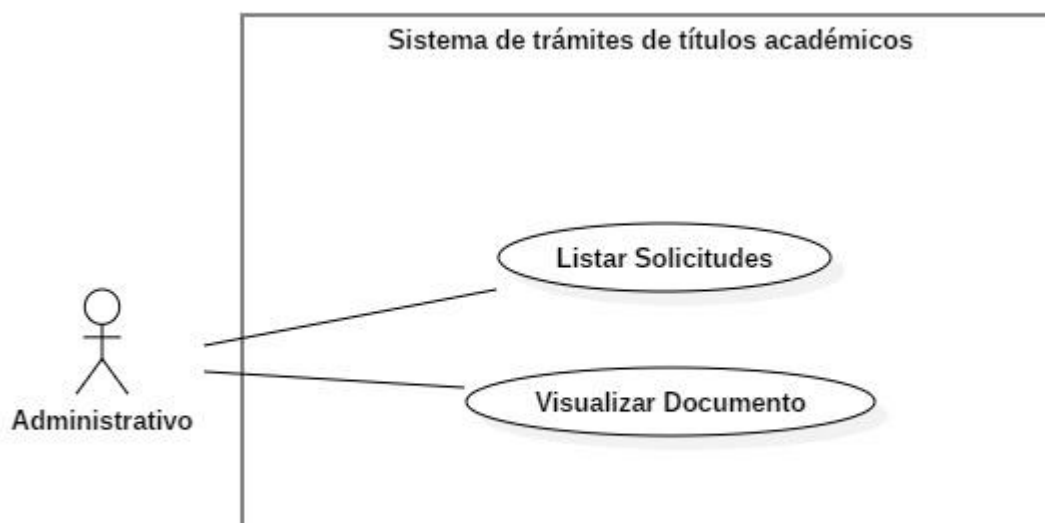 Sistema de trámites de títulos académicos
Listar Solicitudes
Visualizar Documento
Administrativo